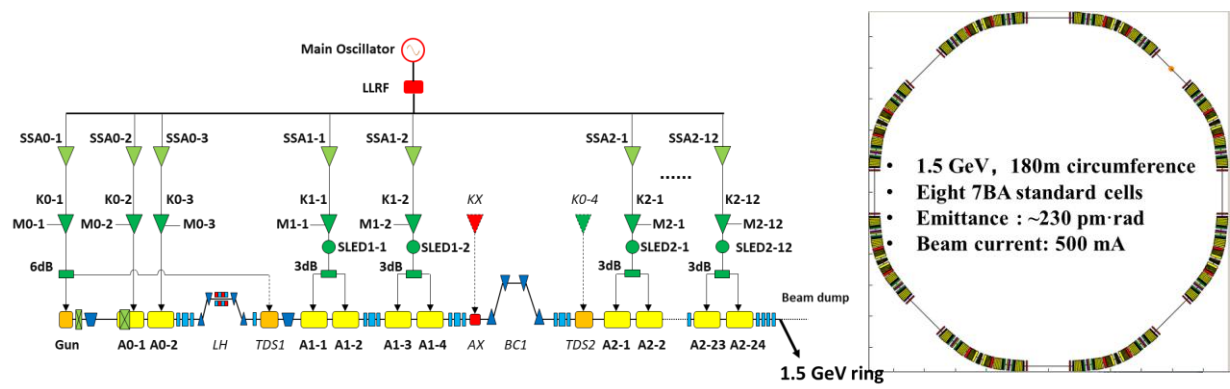 Main Oscillator
LLRF
SSA0-1 SSA0-2 SSA0-3 SSA1-1 SSA1-2 SSA2-1 SSA2-12
......
K0-1 K0-2 K0-3 K1-1 K1-2 KX K0-4 K2-1 K2-12
M0-1 M0-2 M0-3 M1-1 M1-2 M2-1 M2-12
SLED1-1 SLED1-2 SLED2-1 SLED2-12
6dB 3dB 3dB 3dB 3dB
Beam dump
Gun A0-1 A0-2 LH TDS1 A1-1 A1-2 A1-3 A1-4 AX BC1 TDS2 A2-1 A2-2 A2-23 A2-24
1.5 GeV ring
• 1.5 GeV, 180m circumference
• Eight 7BA standard cells
• Emittance : ~230 pm·rad
• Beam current: 500 mA